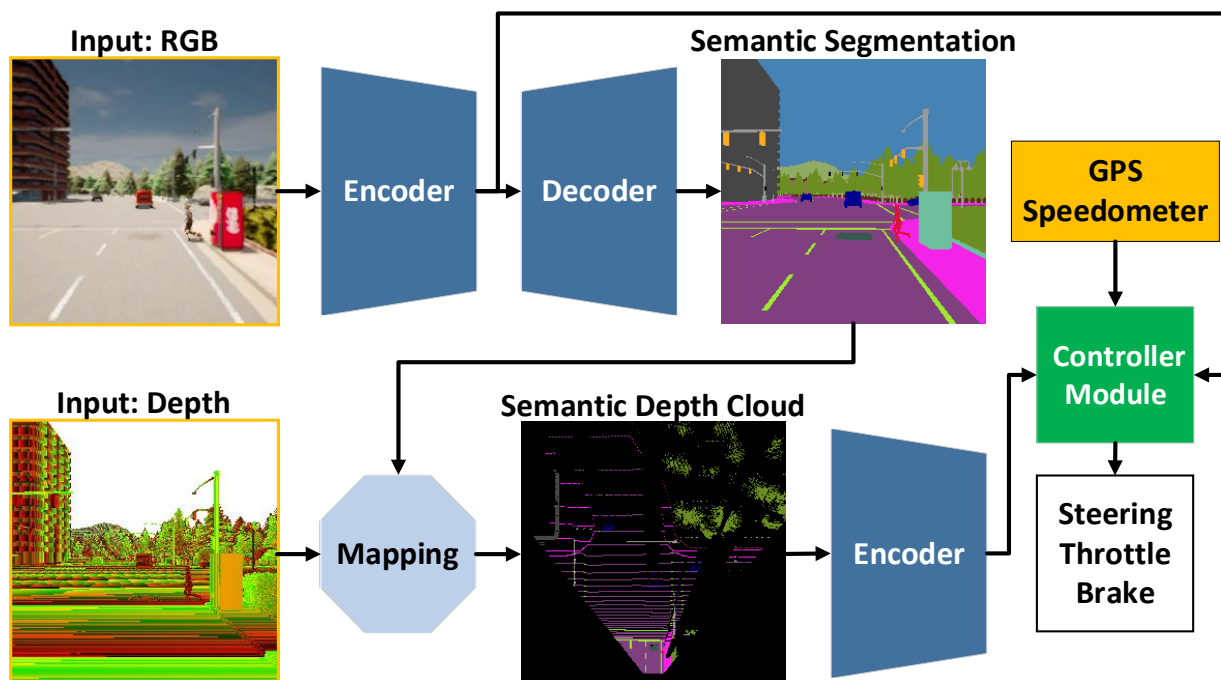 Input: RGB
Semantic Segmentation
Encoder
Decoder
GPS
Speedometer
Controller
Module
Input: Depth
Semantic Depth Cloud
Mapping
Encoder
Steering
Throttle
Brake